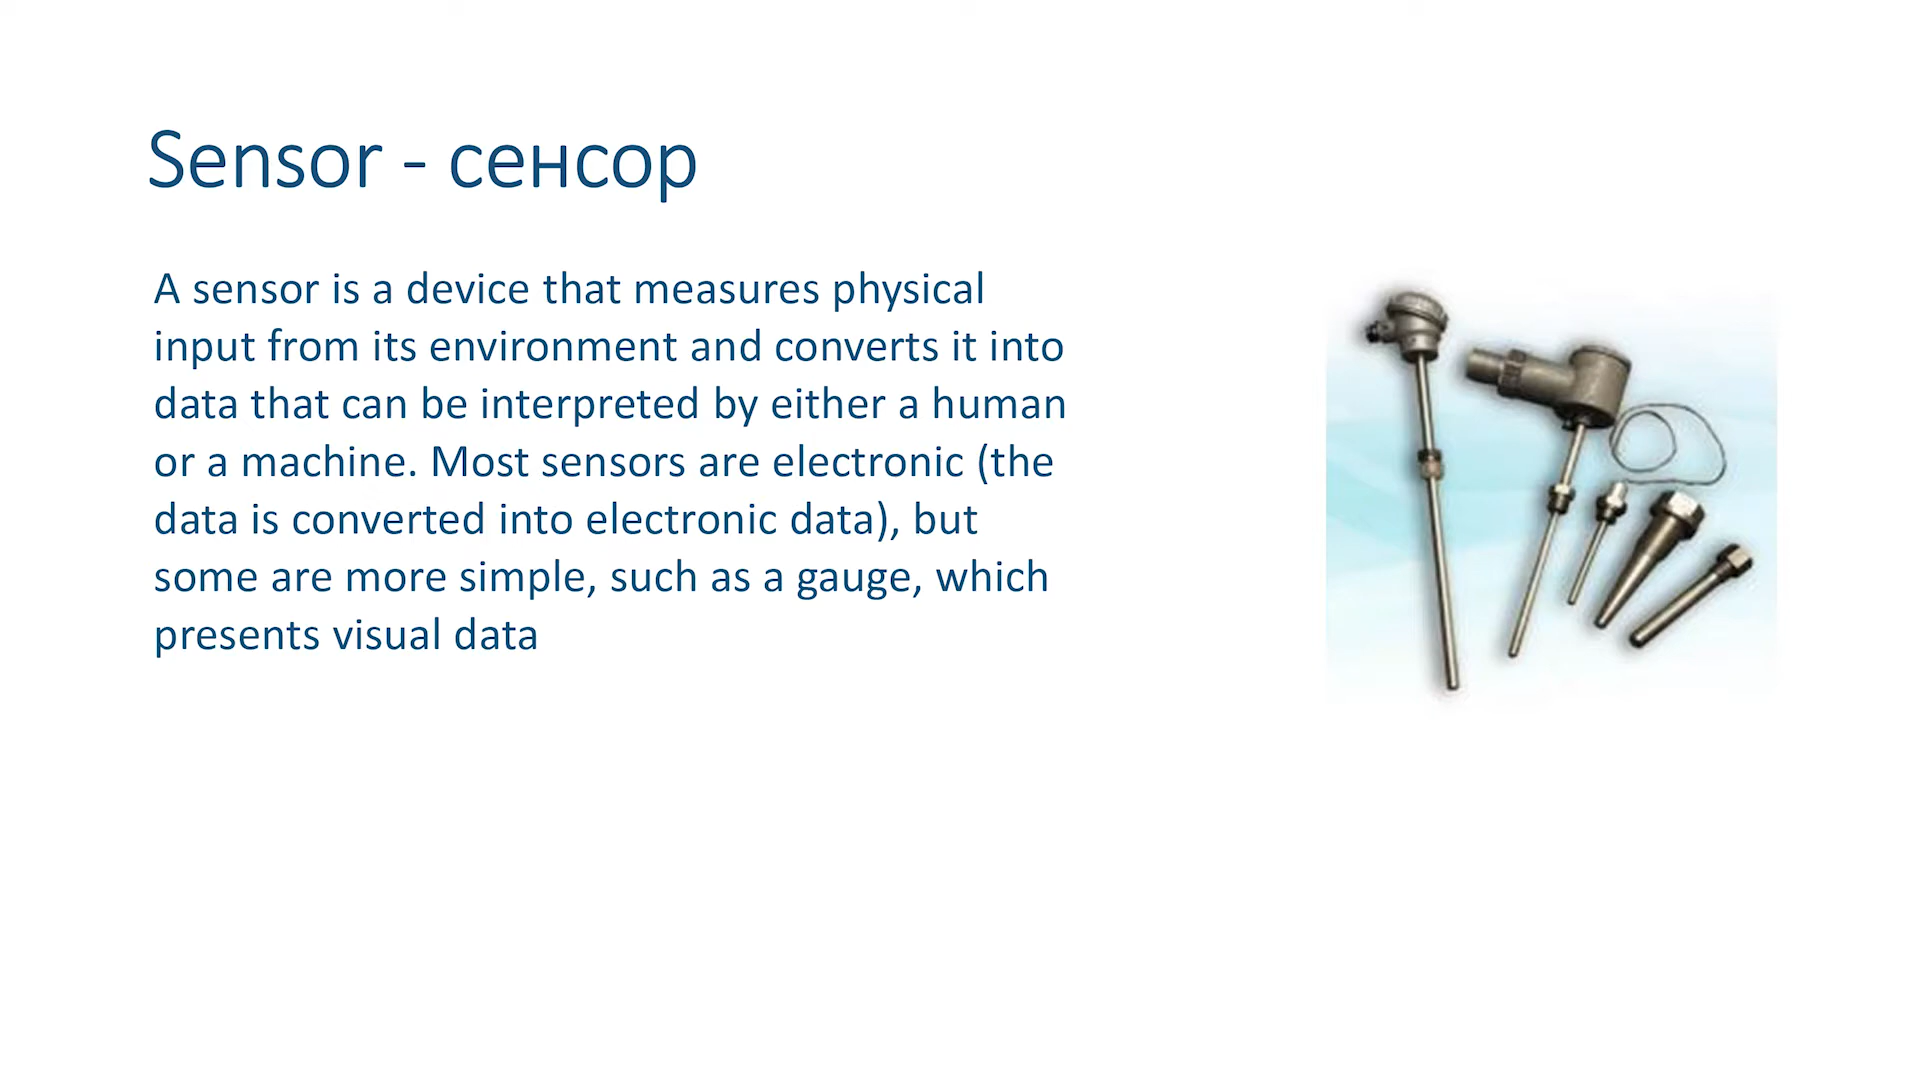 Sensor - сенсор
A sensor is a device that measures physical
input from its environment and converts it into
data that can be interpreted by either a human
or a machine. Most sensors are electronic (the
data is converted into electronic data), but
some are more simple, such as a gauge, which
presents visual data